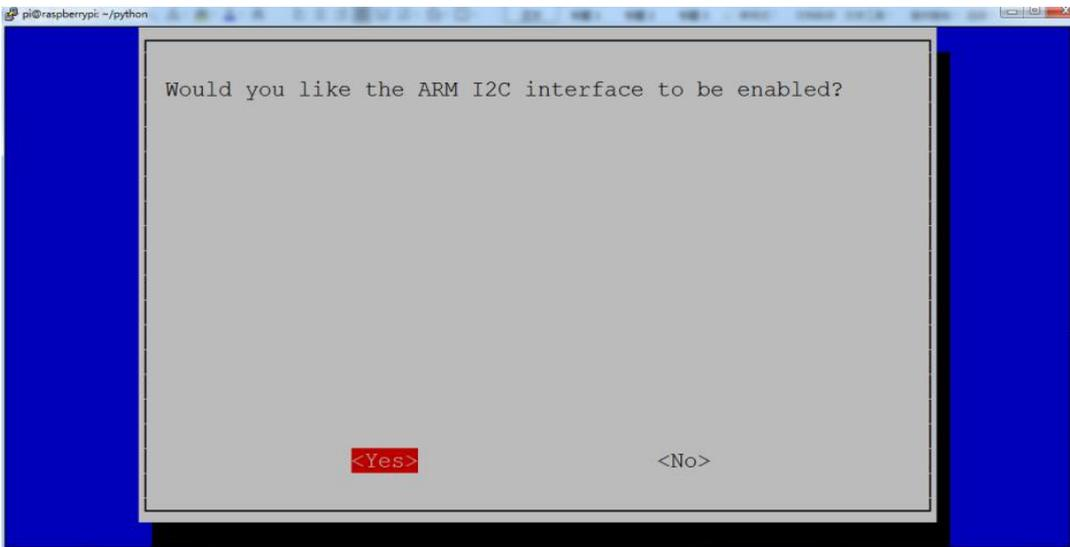 pi@raspberrypi: ~/python
Would you like the ARM I2C interface to be enabled?
<Yes>
<No>